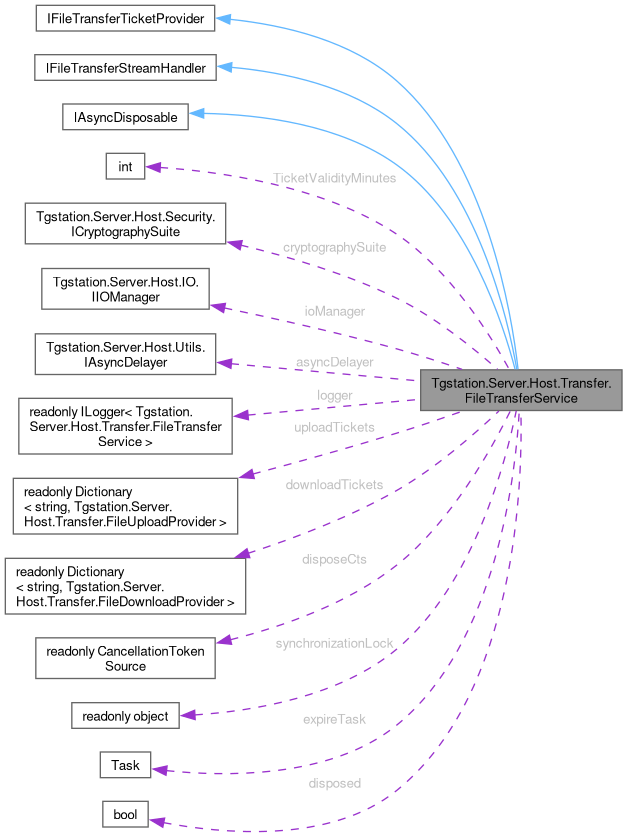 IFileTransferTicketProvider
IFileTransferStreamHandler
IAsyncDisposable
int
TicketValidityMinutes
Tgstation.Server.Host.Security.
ICryptographySuite
cryptographySuite
Tgstation.Server.Host.IO.
IIOManager
ioManager
Tgstation.Server.Host.Utils.
IAsyncDelayer
asyncDelayer
Tgstation.Server.Host.Transfer.
FileTransferService
logger
readonly ILogger< Tgstation.
Server.Host.Transfer.FileTransfer
Service >
uploadTickets
readonly Dictionary
< string, Tgstation.Server.
Host.Transfer.FileUploadProvider >
downloadTickets
readonly Dictionary
< string, Tgstation.Server.
Host.Transfer.FileDownloadProvider >
disposeCts
readonly CancellationToken
Source
synchronizationLock
readonly object
expireTask
Task
disposed
bool